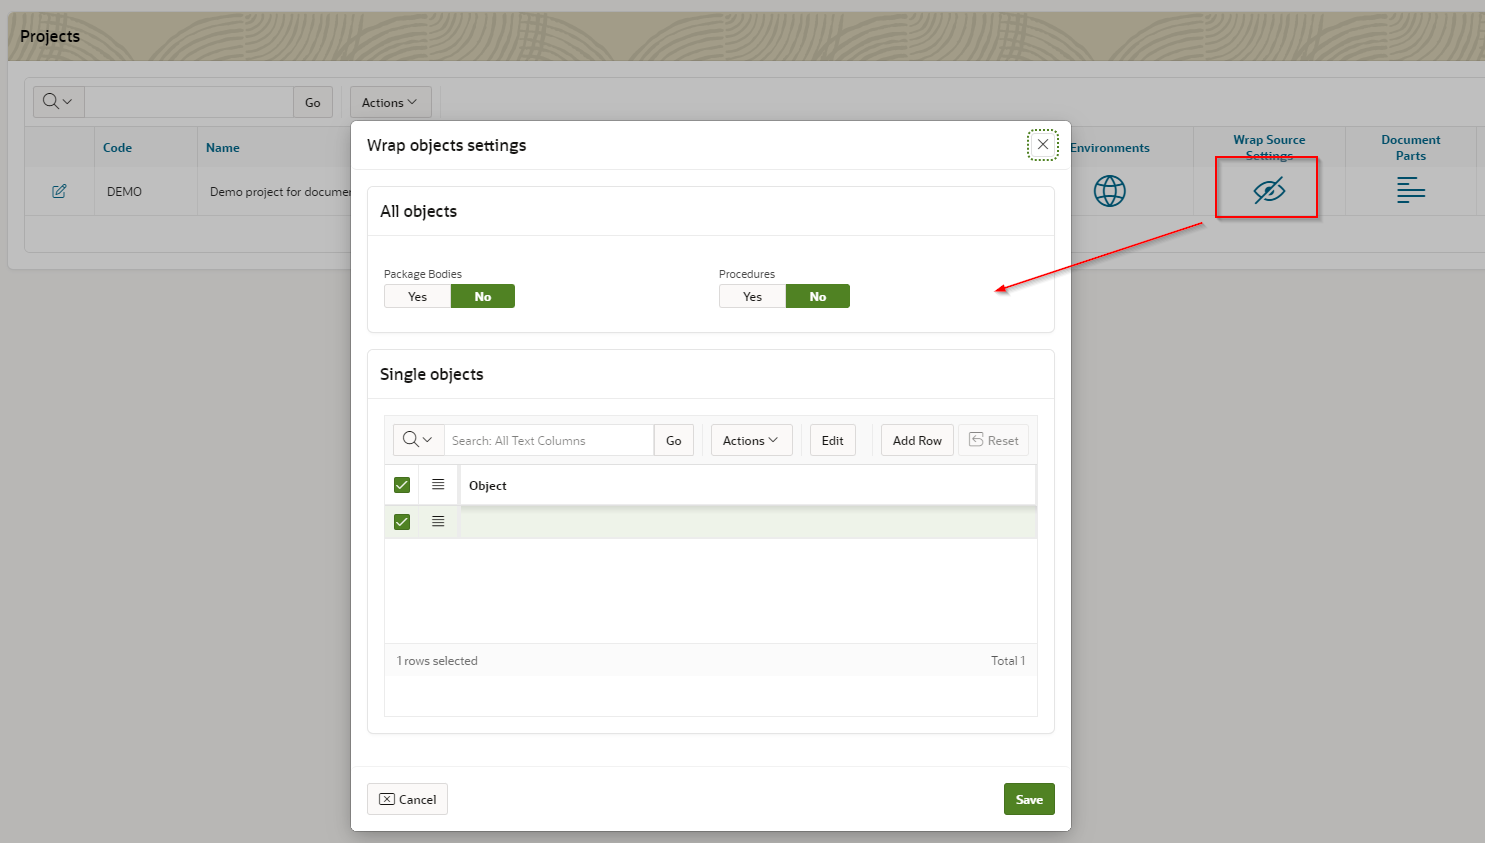 Projects
Go
Actions
Code
Name
Environments
Wrap Source
Settings
Document
Parts
DEMO
Demo project for documen
Wrap objects settings
All objects
Package Bodies
Procedures
Yes No
Yes No
Single objects
Search: All Text Columns
Go
Actions
Edit
Add Row
Reset
Object
1 rows selected
Total 1
Cancel
Save